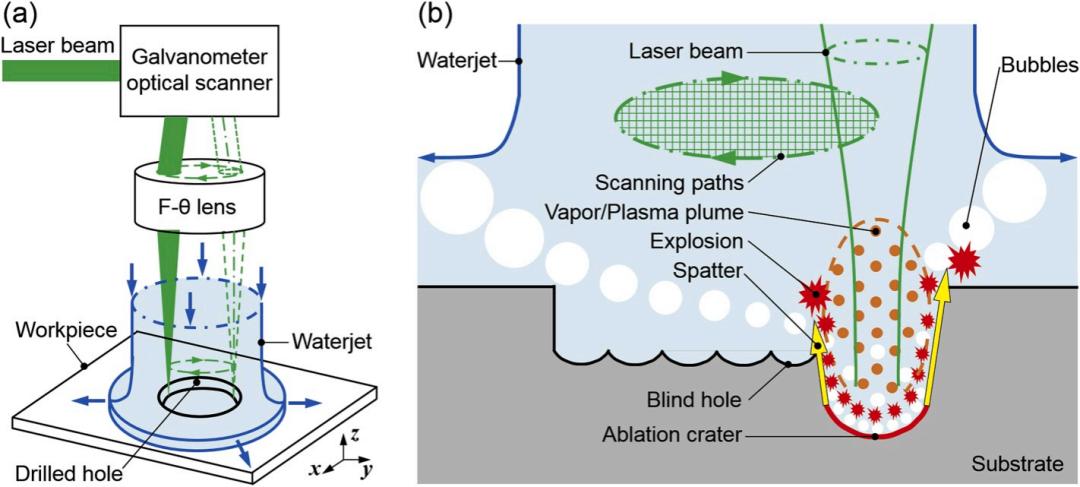 (a)
Laser beam
Galvanometer
optical scanner
F-θ lens
Workpiece
Waterjet
Drilled hole
z
x
y
(b)
Waterjet
Laser beam
Bubbles
Scanning paths
Vapor/Plasma plume
Explosion
Spatter
Blind hole
Ablation crater
Substrate